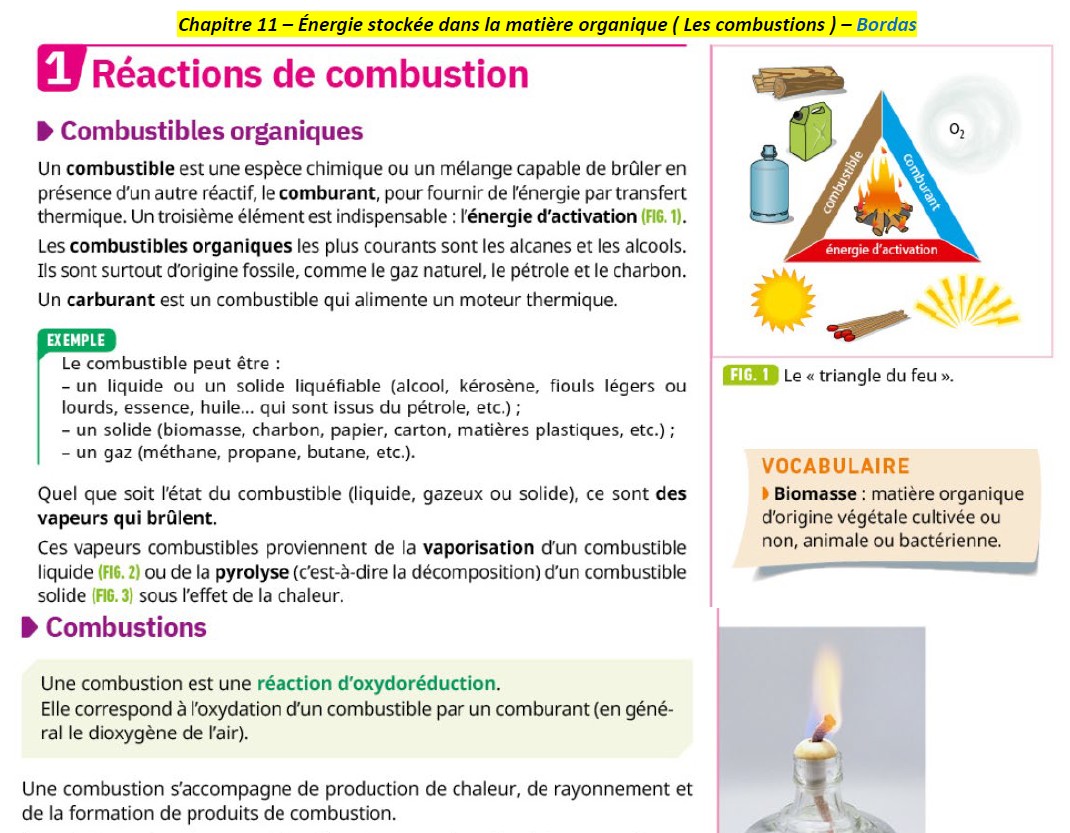 Chapitre 11 – Énergie stockée dans la matière organique ( Les combustions ) – Bordas
1 Réactions de combustion
Combustibles organiques
Un combustible est une espèce chimique ou un mélange capable de brûler en
présence d'un autre réactif, le comburant, pour fournir de l'énergie par transfert
thermique. Un troisième élément est indispensable : l'énergie d'activation (FIG. 1).
Les combustibles organiques les plus courants sont les alcanes et les alcools.
Ils sont surtout d'origine fossile, comme le gaz naturel, le pétrole et le charbon.
Un carburant est un combustible qui alimente un moteur thermique.
EXEMPLE
Le combustible peut être :
– un liquide ou un solide liquéfiable (alcool, kérosène, fiouls légers ou
lourds, essence, huile... qui sont issus du pétrole, etc.) ;
– un solide (biomasse, charbon, papier, carton, matières plastiques, etc.) ;
– un gaz (méthane, propane, butane, etc.).
Quel que soit l'état du combustible (liquide, gazeux ou solide), ce sont des
vapeurs qui brûlent.
Ces vapeurs combustibles proviennent de la vaporisation d'un combustible
liquide (FIG. 2) ou de la pyrolyse (c'est-à-dire la décomposition) d'un combustible
solide (FIG. 3) sous l'effet de la chaleur.
Combustions
Une combustion est une réaction d'oxydoréduction.
Elle correspond à l'oxydation d'un combustible par un comburant (en géné-
ral le dioxygène de l'air).
Une combustion s'accompagne de production de chaleur, de rayonnement et
de la formation de produits de combustion.
O2
combustible
comburant
énergie d'activation
FIG. 1 Le « triangle du feu ».
VOCABULAIRE
Biomasse : matière organique
d'origine végétale cultivée ou
non, animale ou bactérienne.